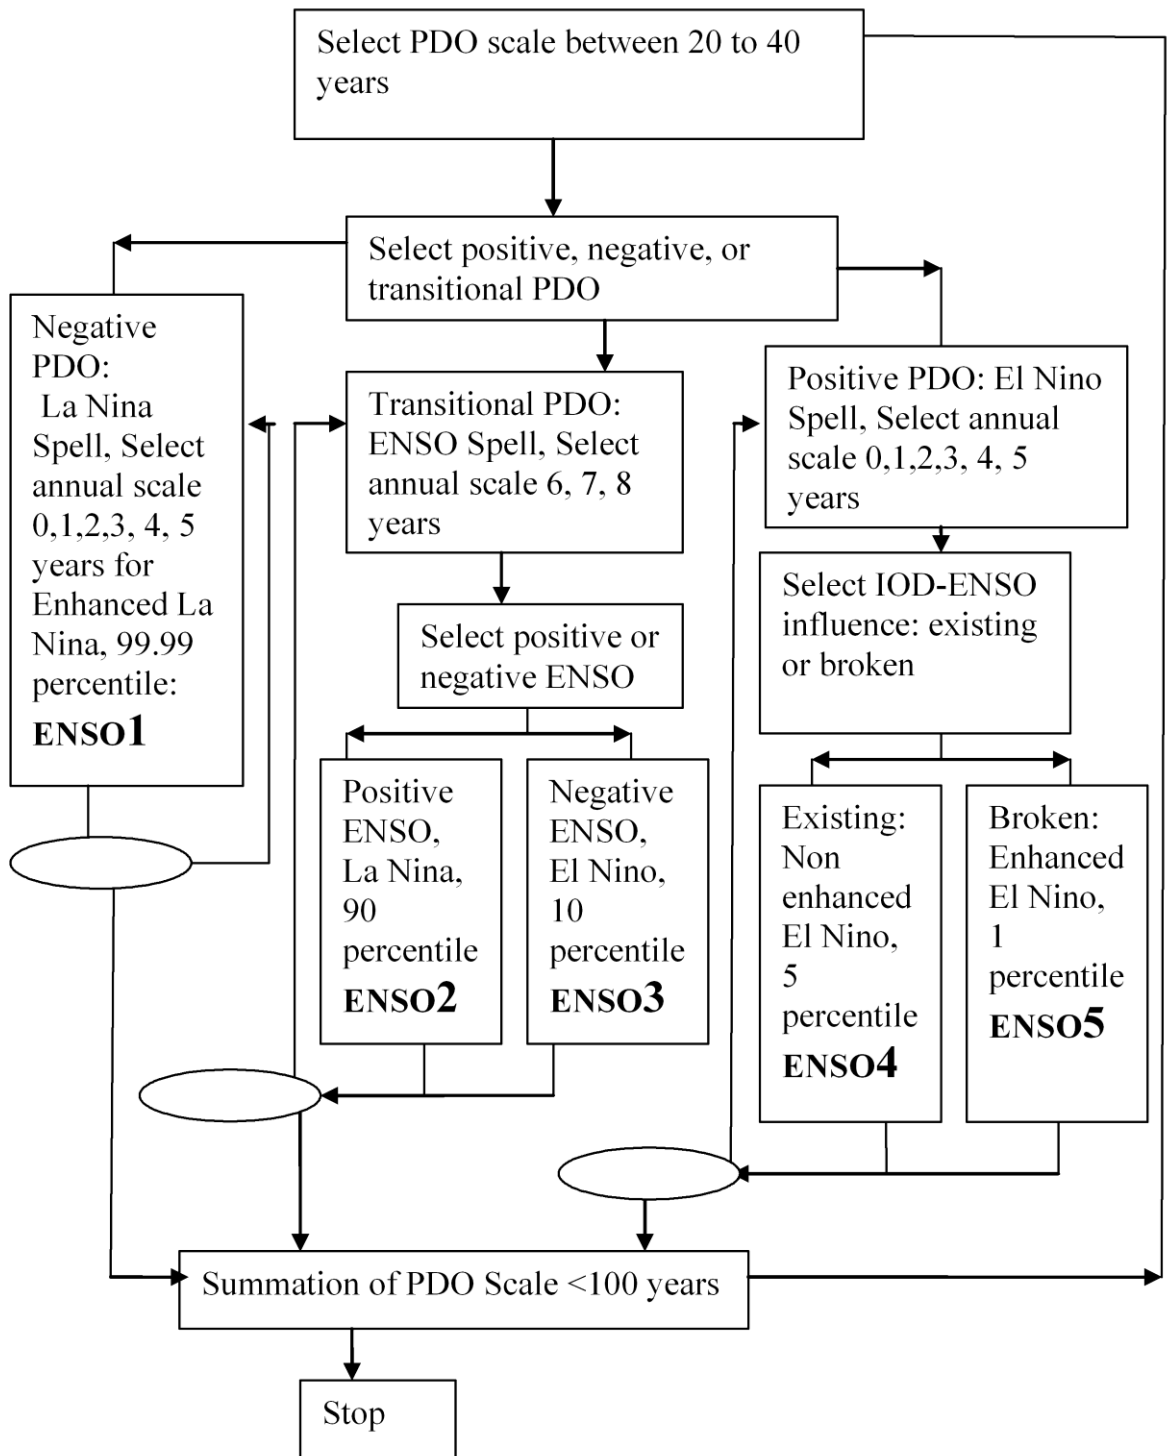 Select PDO scale between 20 to 40
years
Select positive, negative, or
transitional PDO
Negative
PDO:
La Nina
Spell, Select
annual scale
0,1,2,3, 4, 5
years for
Enhanced La
Nina, 99.99
percentile:
ENSO1
Transitional PDO:
ENSO Spell, Select
annual scale 6, 7, 8
years
Positive PDO: El Nino
Spell, Select annual
scale 0,1,2,3, 4, 5
years
Select positive or
negative ENSO
Select IOD-ENSO
influence: existing
or broken
Positive
ENSO,
La Nina,
90
percentile
ENSO2
Negative
ENSO,
El Nino,
10
percentile
ENSO3
Existing:
Non
enhanced
El Nino,
5
percentile
ENSO4
Broken:
Enhanced
El Nino,
1
percentile
ENSO5
Summation of PDO Scale <100 years
Stop